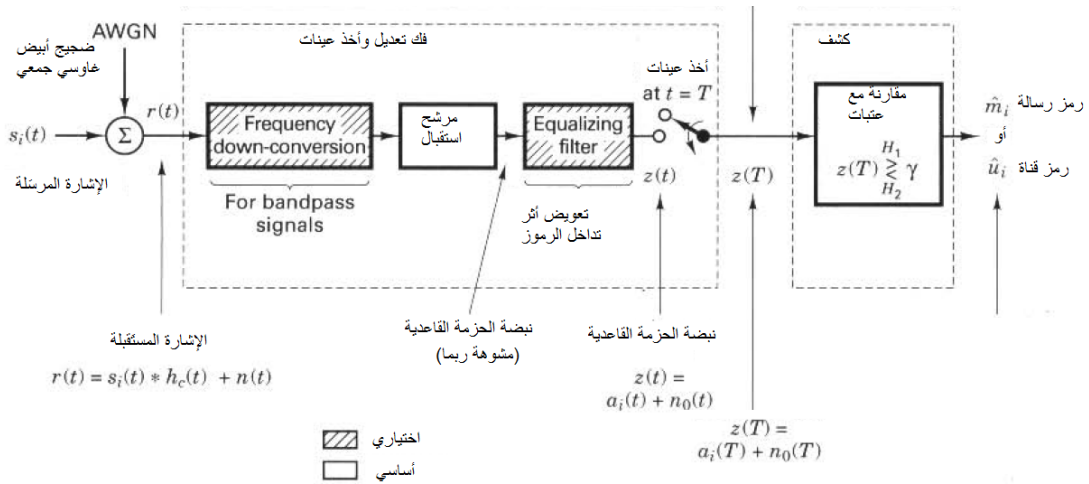 AWGN
ضجيج أبيض
غاوسي جمعي
فك تعديل وأخذ عينات
كشف
s_i(t)
Σ
r(t)
الإشارة المرسَلة
Frequency
down-conversion
For bandpass
signals
مرشح
استقبال
Equalizing
filter
تعويض أثر
تداخل الرموز
أخذ عينات
at t = T
z(t)
z(T)
مقارنة مع
عتبات
H_1
z(T) ≷ γ
H_2
m̂_i رمز رسالة
أو
û_i رمز قناة
الإشارة المستقبلة
r(t) = s_i(t) * h_c(t) + n(t)
نبضة الحزمة القاعدية
(مشوهة ربما)
نبضة الحزمة القاعدية
z(t) =
a_i(t) + n_0(t)
z(T) =
a_i(T) + n_0(T)
اختياري
أساسي